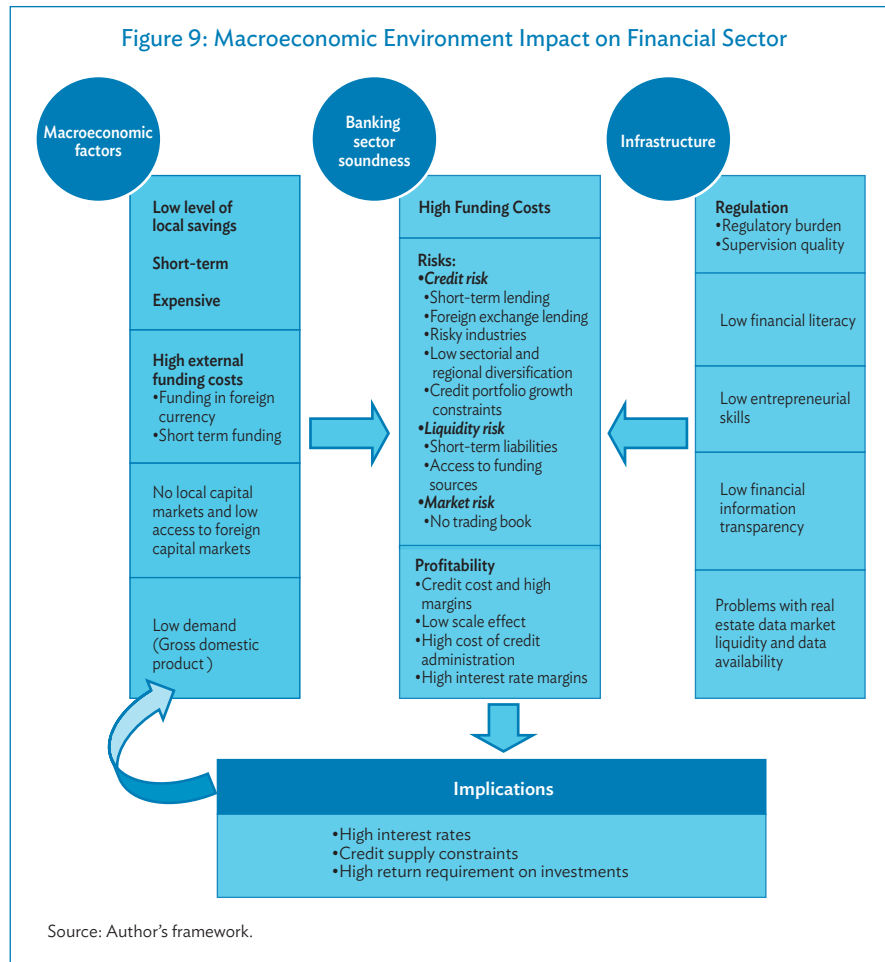 Figure 9: Macroeconomic Environment Impact on Financial Sector
Macroeconomic
factors
Low level of
local savings
Short-term
Expensive
High external
funding costs
•Funding in foreign
currency
•Short term funding
No local capital
markets and low
access to foreign
capital markets
Low demand
(Gross domestic
product )
Banking
sector
soundness
High Funding Costs
Risks:
•Credit risk
•Short-term lending
•Foreign exchange lending
•Risky industries
•Low sectorial and
regional diversification
•Credit portfolio growth
constraints
•Liquidity risk
•Short-term liabilities
•Access to funding
sources
•Market risk
•No trading book
Profitability
•Credit cost and high
margins
•Low scale effect
•High cost of credit
administration
•High interest rate margins
Infrastructure
Regulation
•Regulatory burden
•Supervision quality
Low financial literacy
Low entrepreneurial
skills
Low financial
information
transparency
Problems with real
estate data market
liquidity and data
availability
Implications
•High interest rates
•Credit supply constraints
•High return requirement on investments
Source: Author's framework.